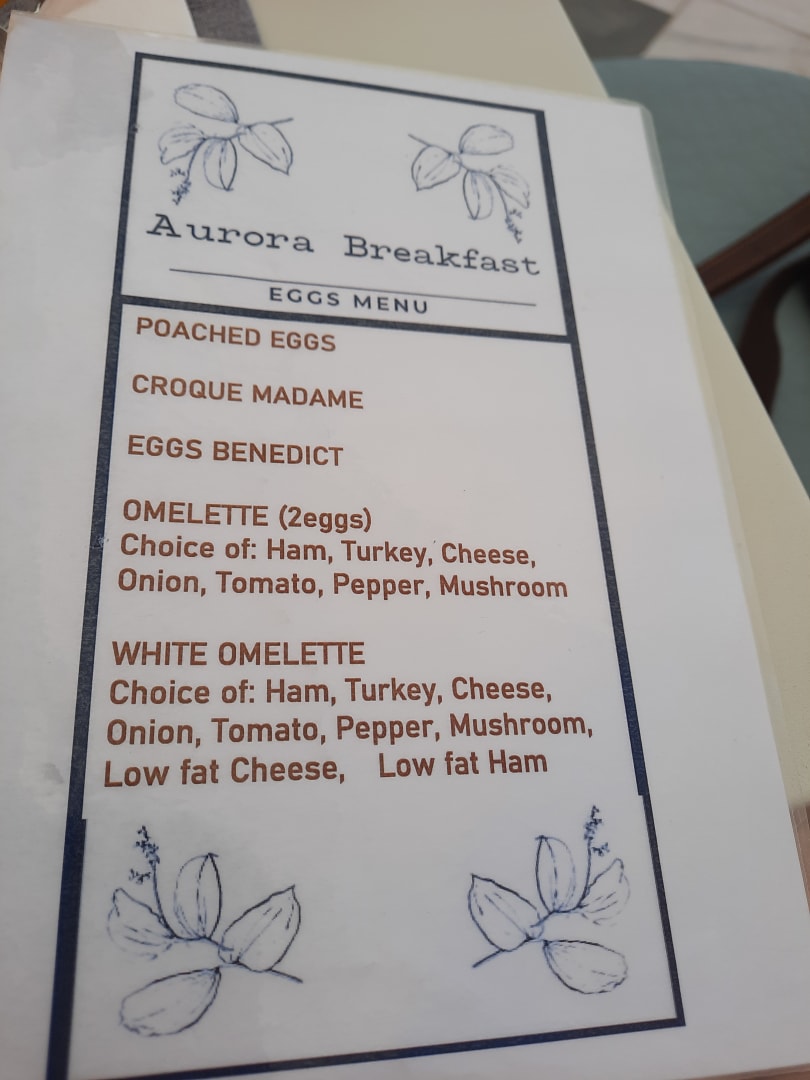 Aurora Breakfast
EGGS MENU
POACHED EGGS
CROQUE MADAME
EGGS BENEDICT
OMELETTE (2eggs)
Choice of: Ham, Turkey, Cheese,
Onion, Tomato, Pepper, Mushroom
WHITE OMELETTE
Choice of: Ham, Turkey, Cheese,
Onion, Tomato, Pepper, Mushroom,
Low fat Cheese, Low fat Ham